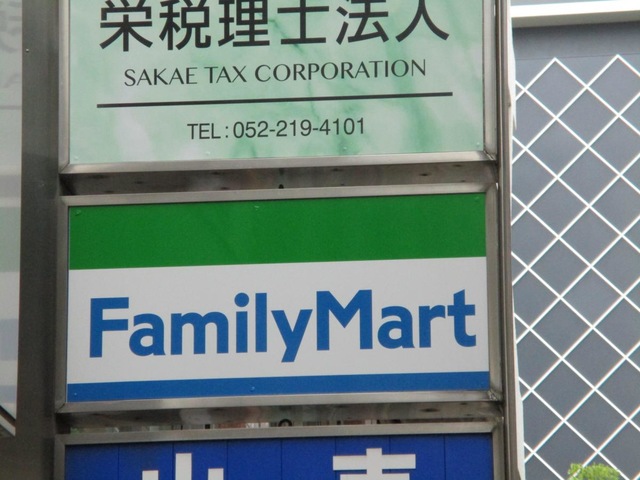 栄税理士法人
SAKAE TAX CORPORATION
TEL:052-219-4101
FamilyMart